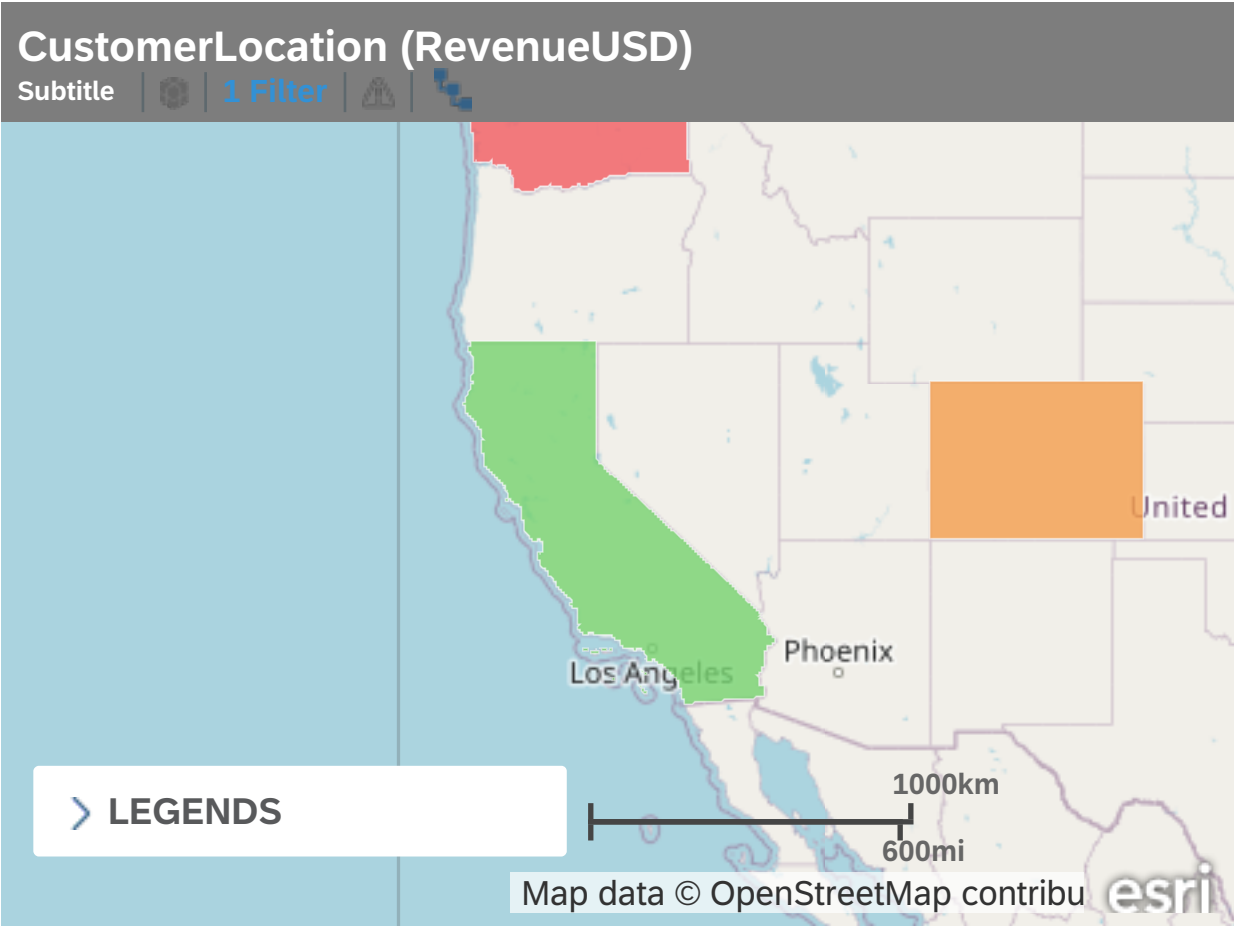 CustomerLocation (RevenueUSD)
Subtitle
1 Filter
United
Phoenix
Los Angeles
LEGENDS
1000km
600mi
Map data © OpenStreetMap contribu
esri